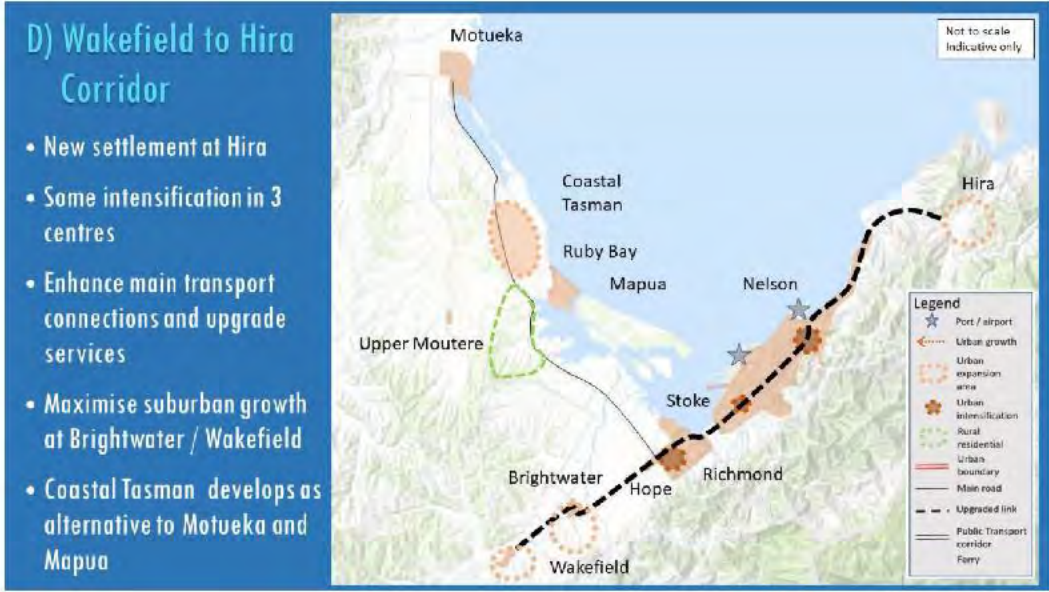 D) Wakefield to Hira
Corridor
• New settlement at Hira
• Some intensification in 3
centres
• Enhance main transport
connections and upgrade
services
• Maximise suburban growth
at Brightwater / Wakefield
• Coastal Tasman develops as
alternative to Motueka and
Mapua
Not to scale
Indicative only
Motueka
Coastal
Tasman
Hira
Ruby Bay
Mapua
Nelson
Upper Moutere
Stoke
Brightwater
Hope
Richmond
Wakefield
Legend
Port / airport
Urban growth
Urban
expansion
area
Urban
intensification
Rural
residential
Urban
boundary
Main road
Upgraded link
Public Transport
corridor
Ferry